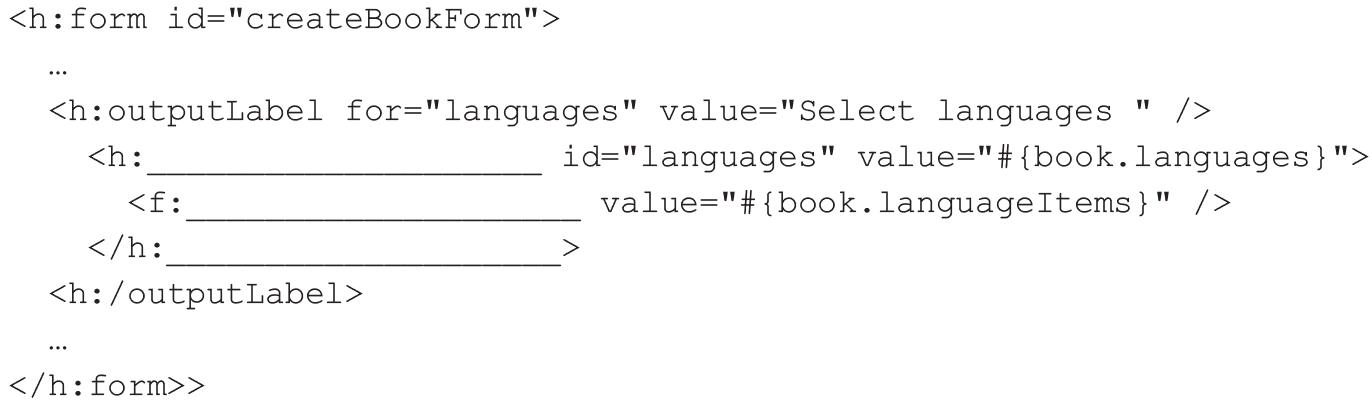 <h:form id="createBookForm">
…
<h:outputLabel for="languages" value="Select languages " />
<h:____________________ id="languages" value="#{book.languages}">
<f:____________________ value="#{book.languageItems}" />
</h:____________________>
<h:/outputLabel>
…
</h:form>>